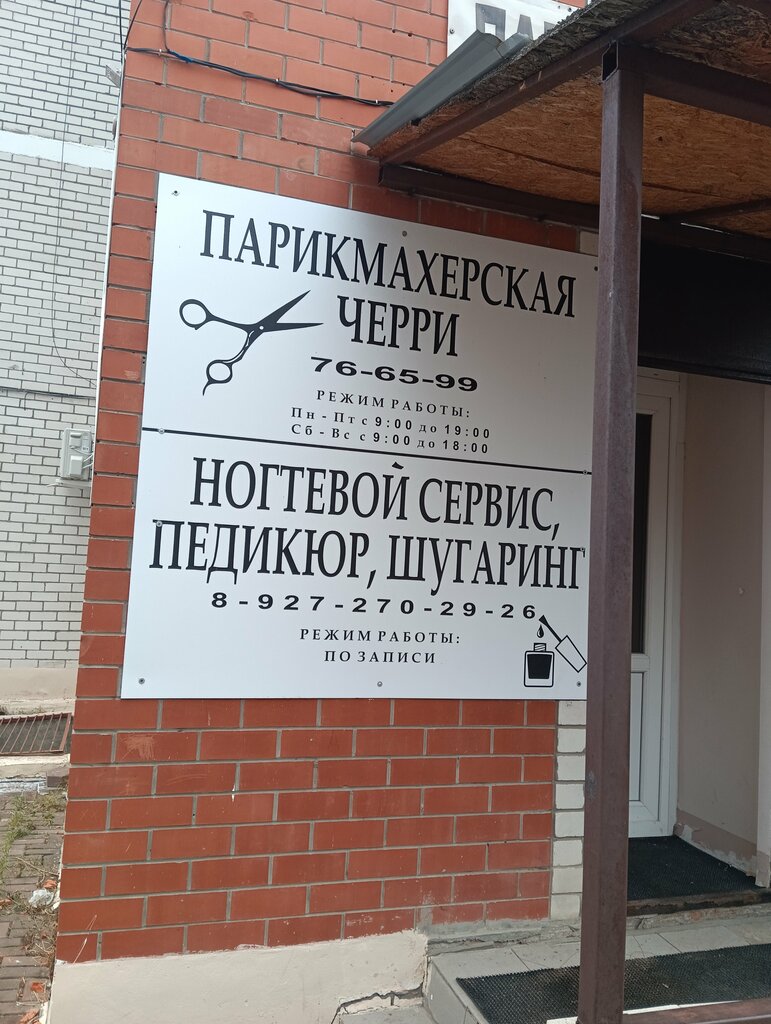 ПАРИКМАХЕРСКАЯ
ЧЕРРИ
76-65-99
РЕЖИМ РАБОТЫ:
Пн - Пт с 9:00 до 19:00
Сб - Вс с 9:00 до 18:00
НОГТЕВОЙ СЕРВИС,
ПЕДИКЮР, ШУГАРИНГ
8-927-270-29-26
РЕЖИМ РАБОТЫ:
ПО ЗАПИСИ